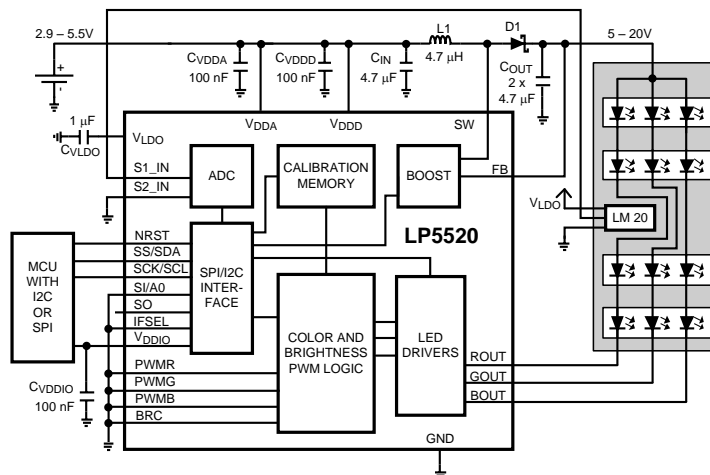 2.9 – 5.5V
L1
D1
5 – 20V
+
-
CVDDA
100 nF
CVDDD
100 nF
CIN
4.7 μF
4.7 μH
COUT
2 x
4.7 μF
1 μF
CVLDO
VLDO
VDDA
VDDD
SW
FB
S1_IN
S2_IN
ADC
CALIBRATION
MEMORY
BOOST
LP5520
VLDO
LM 20
MCU
WITH
I2C
OR
SPI
NRST
SS/SDA
SCK/SCL
SI/A0
SO
IFSEL
VDDIO
SPI/I2C
INTER-
FACE
COLOR AND
BRIGHTNESS
PWM LOGIC
LED
DRIVERS
ROUT
GOUT
BOUT
CVDDIO
100 nF
PWMR
PWMG
PWMB
BRC
GND